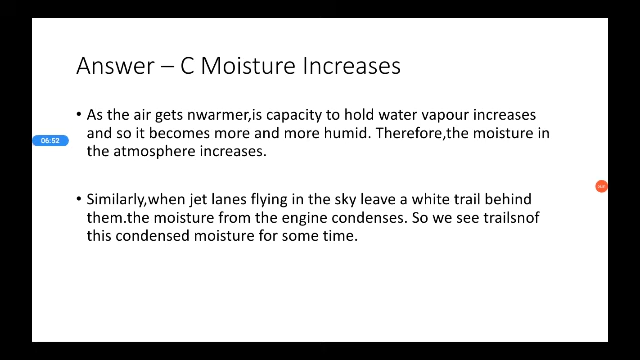 Answer – C Moisture Increases
• As the air gets nwarmer,is capacity to hold water vapour increases
and so it becomes more and more humid. Therefore,the moisture in
the atmosphere increases.
06:52
• Similarly,when jet lanes flying in the sky leave a white trail behind
them.the moisture from the engine condenses. So we see trailsnof
this condensed moisture for some time.